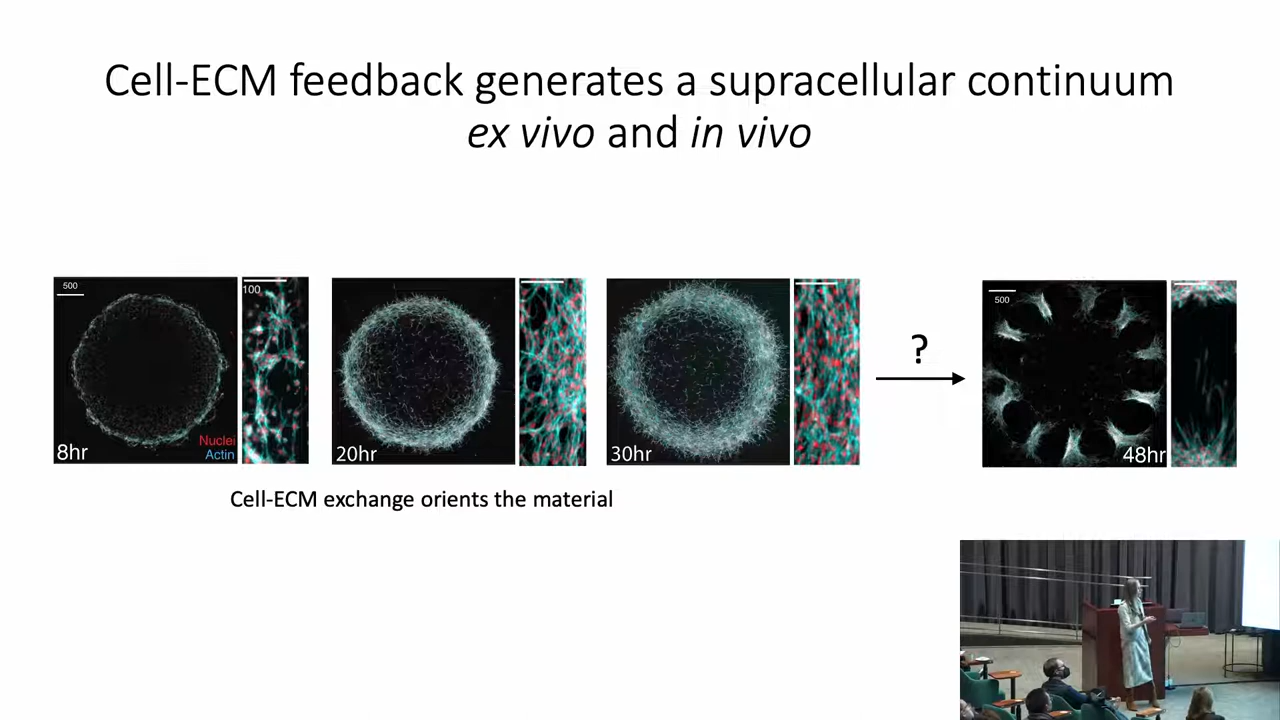 Cell-ECM feedback generates a supracellular continuum
ex vivo and in vivo
500
100
8hr
Nuclei
Actin
20hr
30hr
?
500
48hr
Cell-ECM exchange orients the material